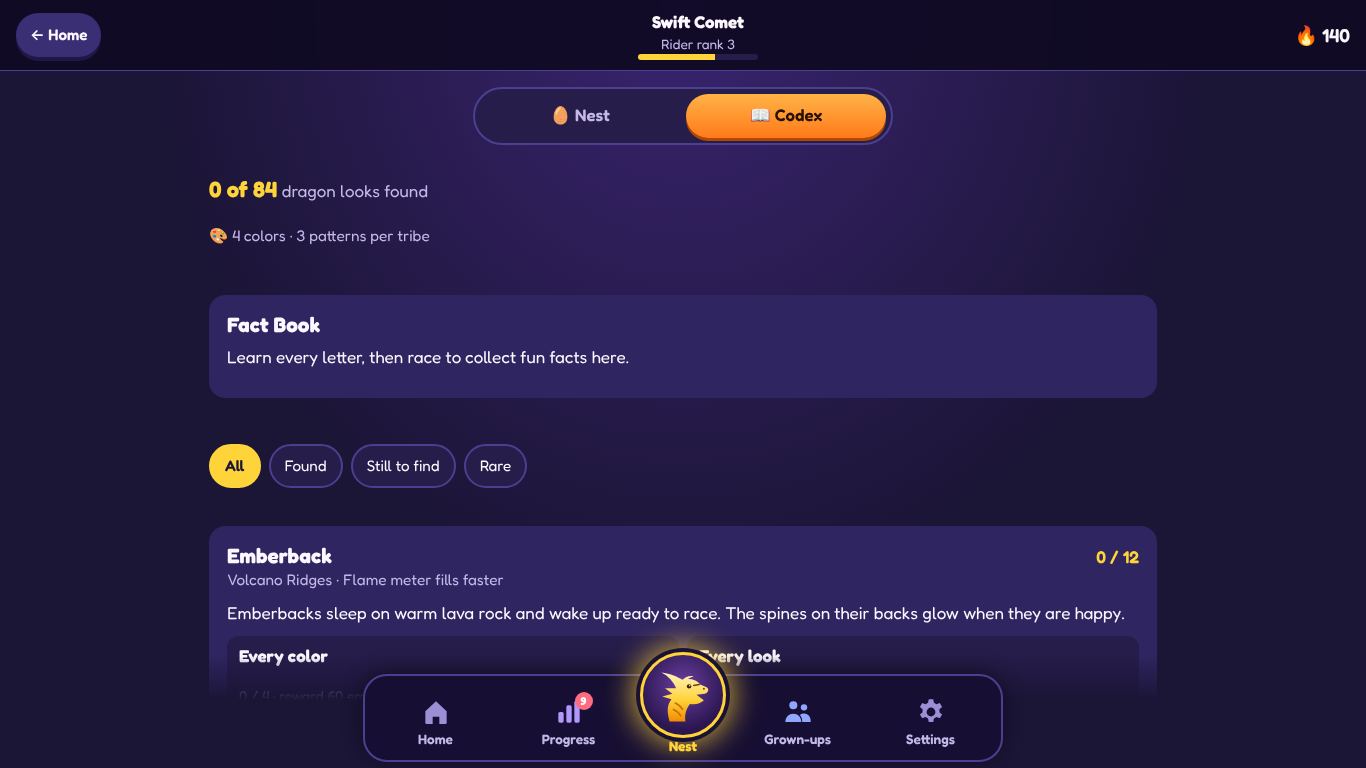 ← Home
Swift Comet
Rider rank 3
140
Nest
Codex
0 of 84 dragon looks found
4 colors · 3 patterns per tribe
Fact Book
Learn every letter, then race to collect fun facts here.
All
Found
Still to find
Rare
Emberback
0 / 12
Volcano Ridges · Flame meter fills faster
Emberbacks sleep on warm lava rock and wake up ready to race. The spines on their backs glow when they are happy.
Every color
Every look
0 / 4 · reward 60
Home
Progress
9
Nest
Grown-ups
Settings